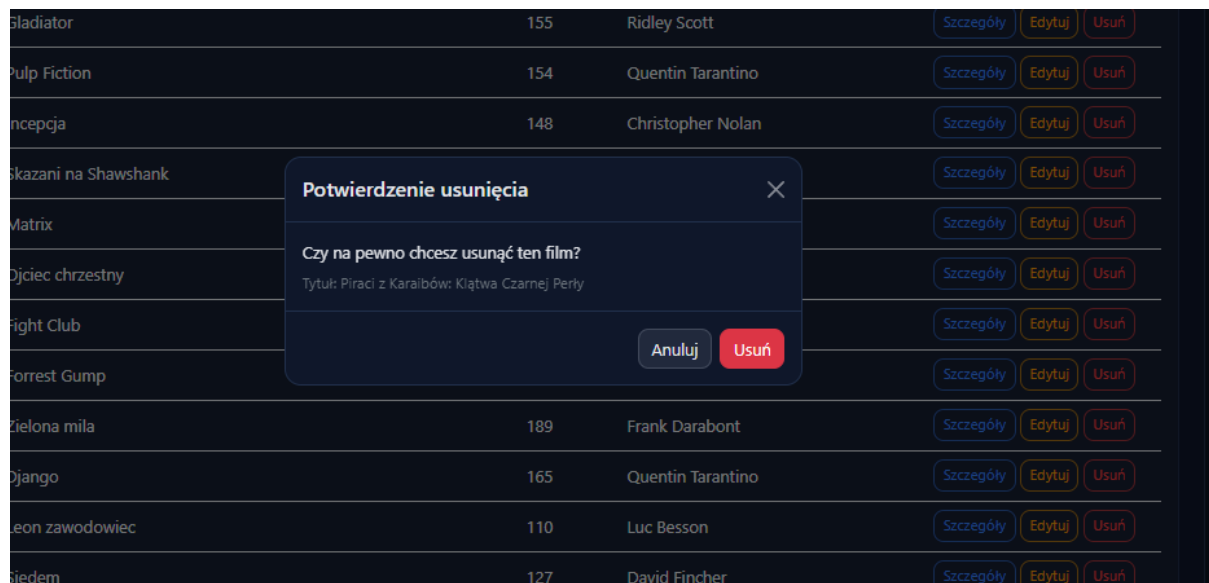 Gladiator 155 Ridley Scott Szczegóły Edytuj Usuń
Pulp Fiction 154 Quentin Tarantino Szczegóły Edytuj Usuń
Incepcja 148 Christopher Nolan Szczegóły Edytuj Usuń
Skazani na Shawshank Szczegóły Edytuj Usuń
Matrix Szczegóły Edytuj Usuń
Ojciec chrzestny Szczegóły Edytuj Usuń
Fight Club Szczegóły Edytuj Usuń
Forrest Gump Szczegóły Edytuj Usuń
Potwierdzenie usunięcia
Czy na pewno chcesz usunąć ten film?
Tytuł: Piraci z Karaibów: Klątwa Czarnej Perły
Anuluj Usuń
Zielona mila 189 Frank Darabont Szczegóły Edytuj Usuń
Django 165 Quentin Tarantino Szczegóły Edytuj Usuń
Leon zawodowiec 110 Luc Besson Szczegóły Edytuj Usuń
Siedem 127 David Fincher Szczegóły Edytuj Usuń